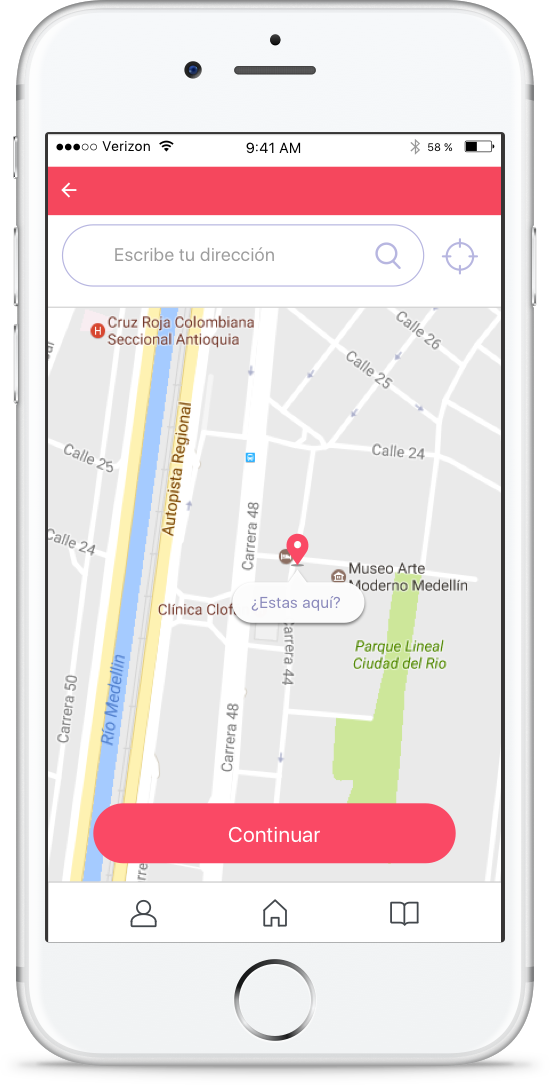 Verizon
9:41 AM
58 %
Escribe tu dirección
H
Cruz Roja Colombiana
Seccional Antioquia
Calle 26
Calle 25
Calle 24
Calle 25
Autopista Regional
Carrera 48
Calle 24
Museo Arte
Moderno Medellín
¿Estas aquí?
Clínica
Carrera 44
Parque Lineal
Ciudad del Rio
Río Medellín
Carrera 50
Carrera 48
Continuar